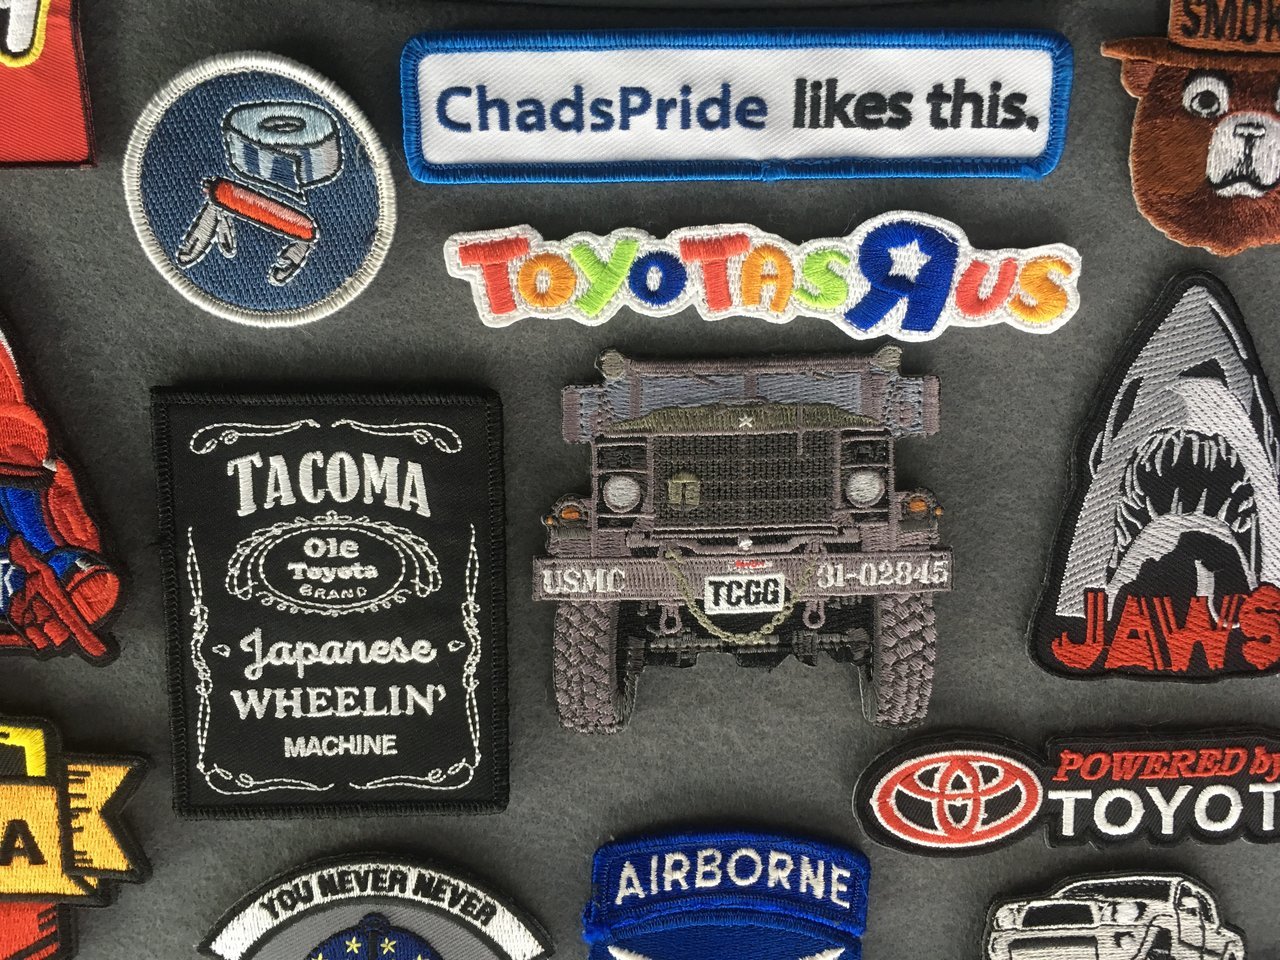 SMOK
ChadsPride likes this.
TOYOTAS R US
TACOMA
Ole
Toyota
BRAND
Japanese
WHEELIN'
MACHINE
USMC
TCGG
31-02845
JAWS
POWERED by
TOYOT
A
YOU NEVER NEVER
AIRBORNE